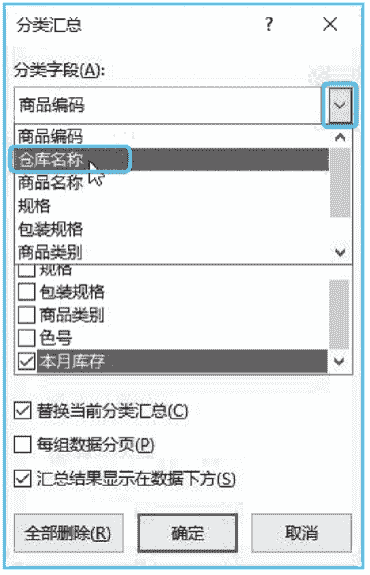 分类汇总 ? ×
分类字段(A):
商品编码
商品编码
仓库名称
商品名称
规格
包装规格
商品类别
规格
包装规格
商品类别
色号
本月库存
替换当前分类汇总(C)
每组数据分页(P)
汇总结果显示在数据下方(S)
全部删除(R) 确定 取消